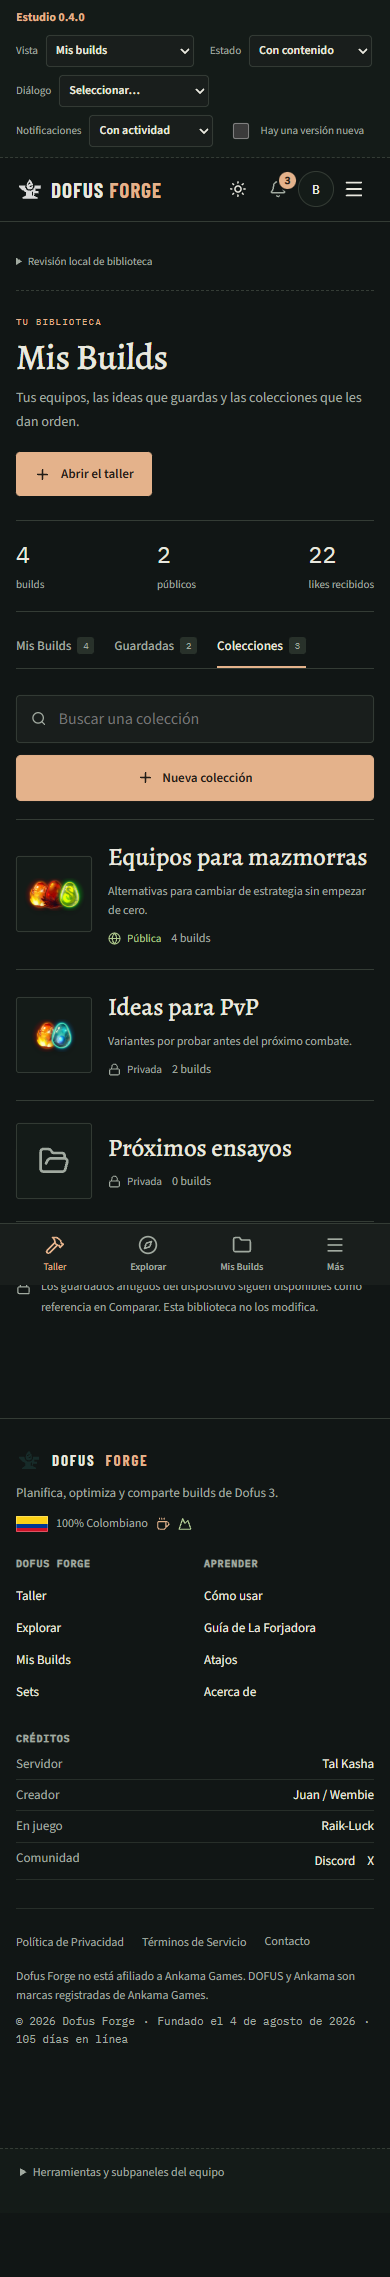 Estudio 0.4.0
Vista Mis builds Estado Con contenido
Diálogo Seleccionar...
Notificaciones Con actividad Hay una versión nueva
DOFUS FORGE 3 B
Revisión local de biblioteca
TU BIBLIOTECA
Mis Builds
Tus equipos, las ideas que guardas y las colecciones que les
dan orden.
Abrir el taller
4 2 22
builds públicos likes recibidos
Mis Builds 4 Guardadas 2 Colecciones 3
Buscar una colección
Nueva colección
Equipos para mazmorras
Alternativas para cambiar de estrategia sin empezar
de cero.
Pública 4 builds
Ideas para PvP
Variantes por probar antes del próximo combate.
Privada 2 builds
Próximos ensayos
Privada 0 builds
Taller Explorar Mis Builds Más
Los guardados antiguos del dispositivo siguen disponibles como
referencia en Comparar. Esta biblioteca no los modifica.
DOFUS FORGE
Planifica, optimiza y comparte builds de Dofus 3.
100% Colombiano
DOFUS FORGE APRENDER
Taller Cómo usar
Explorar Guía de La Forjadora
Mis Builds Atajos
Sets Acerca de
CRÉDITOS
Servidor Tal Kasha
Creador Juan / Wembie
En juego Raik-Luck
Comunidad Discord X
Política de Privacidad Términos de Servicio Contacto
Dofus Forge no está afiliado a Ankama Games. DOFUS y Ankama son
marcas registradas de Ankama Games.
© 2026 Dofus Forge · Fundado el 4 de agosto de 2026 ·
105 días en línea
Herramientas y subpaneles del equipo